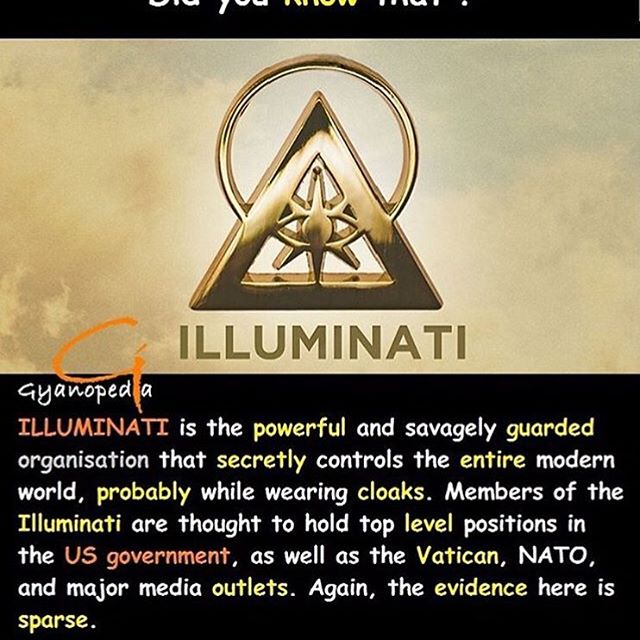 Did you know that ?
ILLUMINATI
Gyanopedia
ILLUMINATI is the powerful and savagely guarded
organisation that secretly controls the entire modern
world, probably while wearing cloaks. Members of the
Illuminati are thought to hold top level positions in
the US government, as well as the Vatican, NATO,
and major media outlets. Again, the evidence here is
sparse.